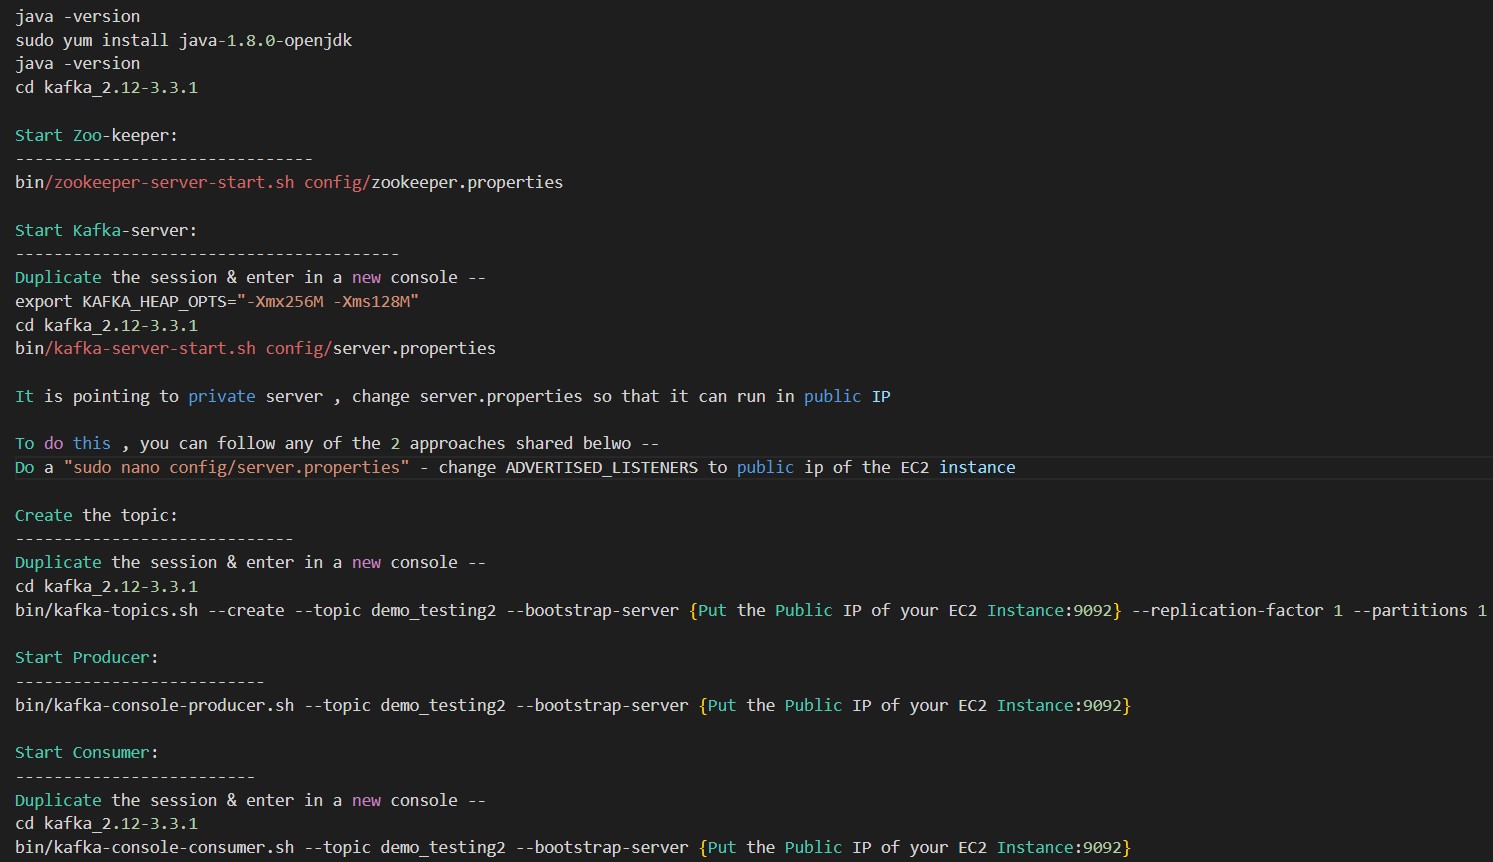 java -version
sudo yum install java-1.8.0-openjdk
java -version
cd kafka_2.12-3.3.1
Start Zoo-keeper:
-------------------------------
bin/zookeeper-server-start.sh config/zookeeper.properties
Start Kafka-server:
----------------------------------------
Duplicate the session & enter in a new console --
export KAFKA_HEAP_OPTS="-Xmx256M -Xms128M"
cd kafka_2.12-3.3.1
bin/kafka-server-start.sh config/server.properties
It is pointing to private server , change server.properties so that it can run in public IP
To do this , you can follow any of the 2 approaches shared belwo --
Do a "sudo nano config/server.properties" - change ADVERTISED_LISTENERS to public ip of the EC2 instance
Create the topic:
-----------------------------
Duplicate the session & enter in a new console --
cd kafka_2.12-3.3.1
bin/kafka-topics.sh --create --topic demo_testing2 --bootstrap-server {Put the Public IP of your EC2 Instance:9092} --replication-factor 1 --partitions 1
Start Producer:
--------------------------
bin/kafka-console-producer.sh --topic demo_testing2 --bootstrap-server {Put the Public IP of your EC2 Instance:9092}
Start Consumer:
-------------------------
Duplicate the session & enter in a new console --
cd kafka_2.12-3.3.1
bin/kafka-console-consumer.sh --topic demo_testing2 --bootstrap-server {Put the Public IP of your EC2 Instance:9092}